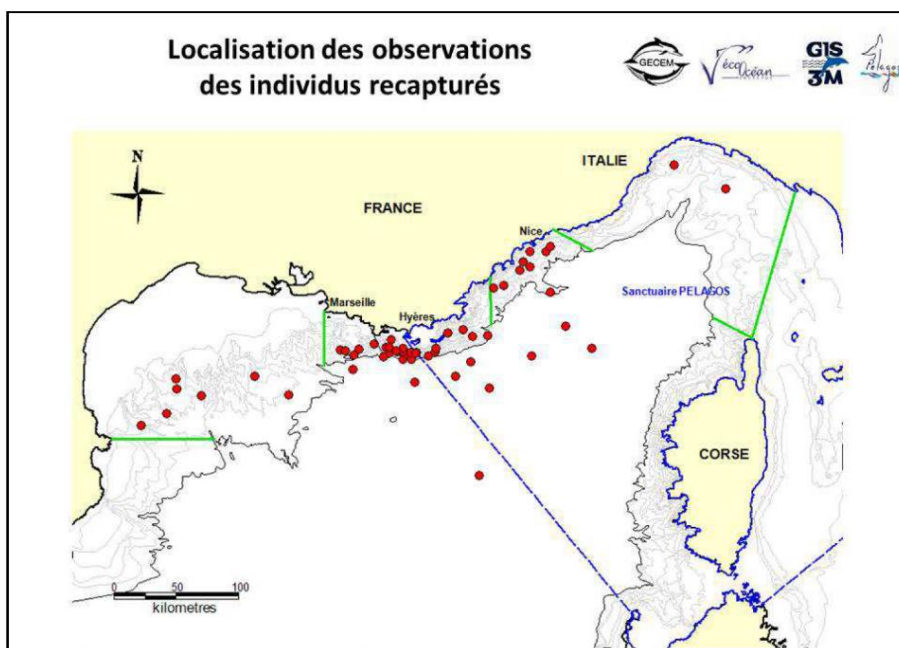 Localisation des observations
des individus recapturés
GECEM
écoOcéan
GIS
3M
Pelagos
N
ITALIE
FRANCE
Nice
Sanctuaire PELAGOS
Marseille
Hyères
CORSE
0 50 100
kilometres